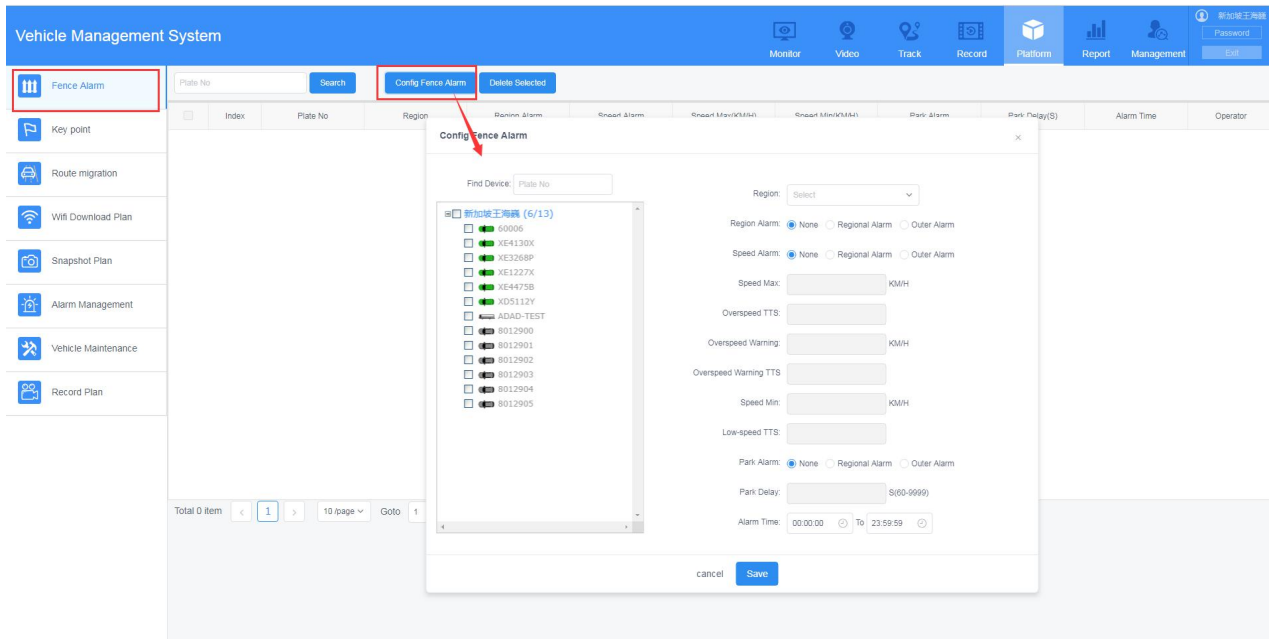 Vehicle Management System
Monitor
Video
Track
Record
Platform
Report
Management
新加坡王海巍
Password
Exit
Fence Alarm
Key point
Route migration
Wifi Download Plan
Snapshot Plan
Alarm Management
Vehicle Maintenance
Record Plan
Plate No
Search
Config Fence Alarm
Delete Selected
Index
Plate No
Region
Region Alarm
Speed Alarm
Speed Max(KM/H)
Speed Min(KM/H)
Park Alarm
Park Delay(S)
Alarm Time
Operator
Config Fence Alarm
Find Device: Plate No
新加坡王海巍 (6/13)
60006
XE4130X
XE3268P
XE1227X
XE4475B
XD5112Y
ADAD-TEST
8012900
8012901
8012902
8012903
8012904
8012905
Region: Select
Region Alarm: None Regional Alarm Outer Alarm
Speed Alarm: None Regional Alarm Outer Alarm
Speed Max: KM/H
Overspeed TTS:
Overspeed Warning: KM/H
Overspeed Warning TTS
Speed Min: KM/H
Low-speed TTS:
Park Alarm: None Regional Alarm Outer Alarm
Park Delay: S(60-9999)
Alarm Time: 00:00:00 To 23:59:59
cancel
Save
Total 0 item
1
10 /page
Goto 1